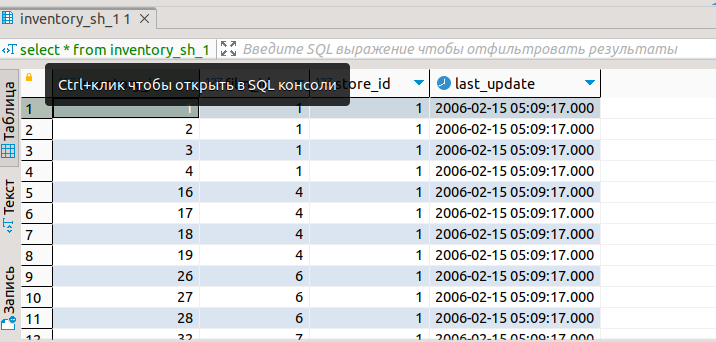 inventory_sh_1 1
select * from inventory_sh_1 Введите SQL выражение чтобы отфильтровать результаты
Ctrl+клик чтобы открыть в SQL консоли
store_id last_update
Таблица
Текст
Запись
1 1 1 1 2006-02-15 05:09:17.000
2 2 1 1 2006-02-15 05:09:17.000
3 3 1 1 2006-02-15 05:09:17.000
4 4 1 1 2006-02-15 05:09:17.000
5 16 4 1 2006-02-15 05:09:17.000
6 17 4 1 2006-02-15 05:09:17.000
7 18 4 1 2006-02-15 05:09:17.000
8 19 4 1 2006-02-15 05:09:17.000
9 26 6 1 2006-02-15 05:09:17.000
10 27 6 1 2006-02-15 05:09:17.000
11 28 6 1 2006-02-15 05:09:17.000
12 32 7 1 2006-02-15 05:09:17.000